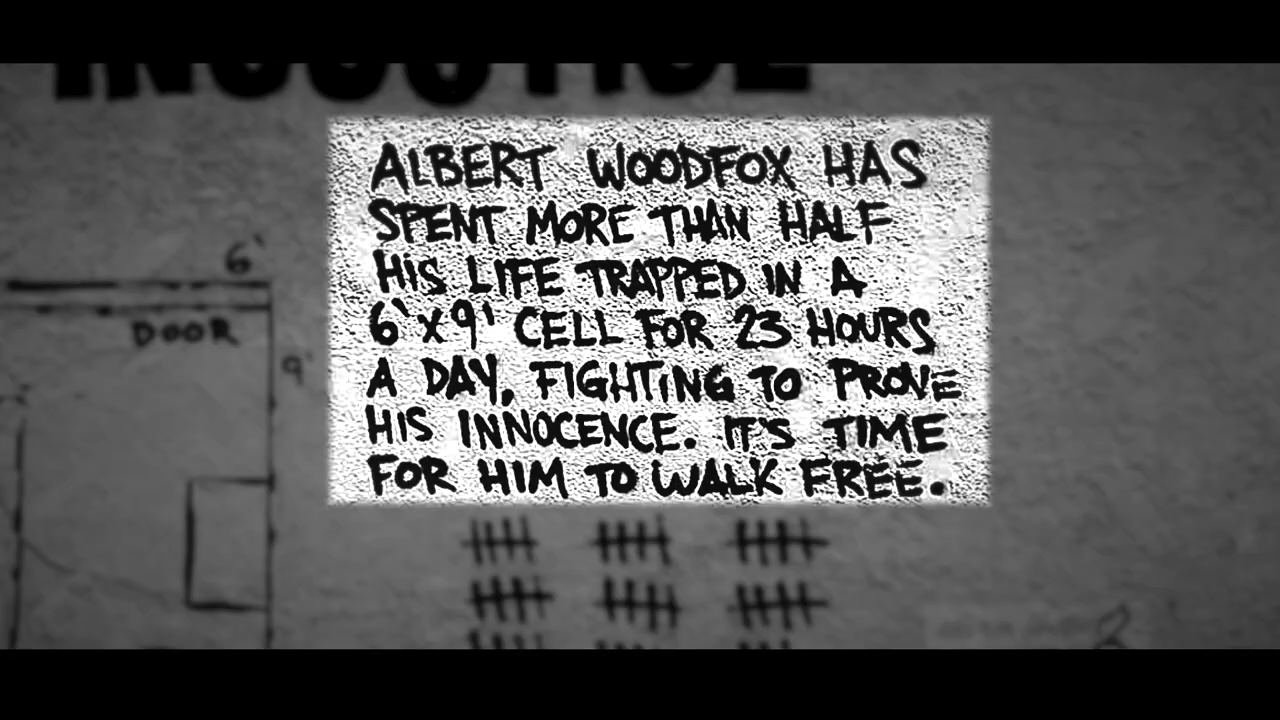 INJUSTICE
ALBERT WOODFOX HAS
SPENT MORE THAN HALF
HIS LIFE TRAPPED IN A
6'x9' CELL FOR 23 HOURS
A DAY, FIGHTING TO PROVE
HIS INNOCENCE. IT'S TIME
FOR HIM TO WALK FREE.
6'
DOOR
9'